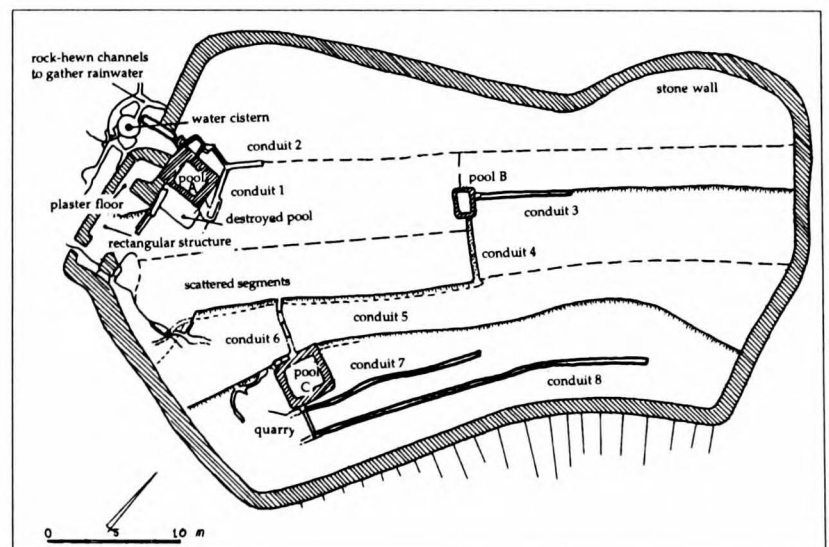 rock-hewn channels
to gather rainwater
stone wall
water cistern
conduit 2
pool
A
conduit 1
pool B
plaster floor
conduit 3
destroyed pool
rectangular structure
conduit 4
scattered segments
conduit 5
conduit 6
conduit 7
pool
C
conduit 8
quarry
0 5 10 m